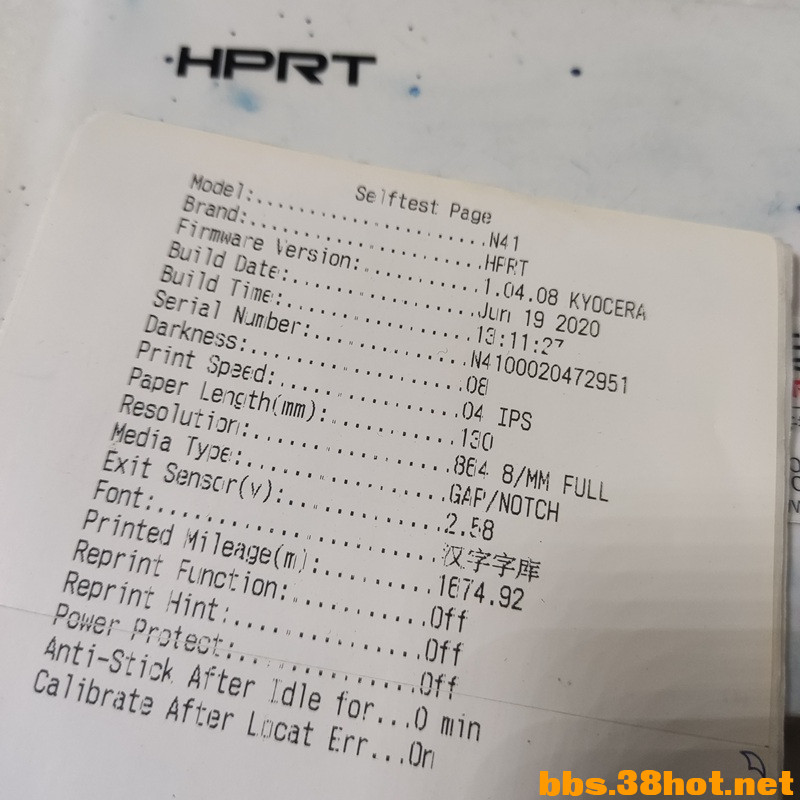 HPRT
Selftest Page
Model:......................N41
Brand:......................HPRT
Firmware Version:...........1.04.08 KYOCERA
Build Date:.................Jun 19 2020
Build Time:.................13:11:27
Serial Number:..............N4100020472951
Darkness:...................08
Print Speed:................04 IPS
Paper Length(mm):...........130
Resolution:.................864 8/MM FULL
Media Type:.................GAP/NOTCH
Exit Sensor(v):.............2.58
Font:.......................汉字字库
Printed Mileage(m):.........1674.92
Reprint Function:...........Off
Reprint Hint:...............Off
Power Protect:..............Off
Anti-Stick After Idle for...0 min
Calibrate After Locat Err...On
bbs.38hot.net